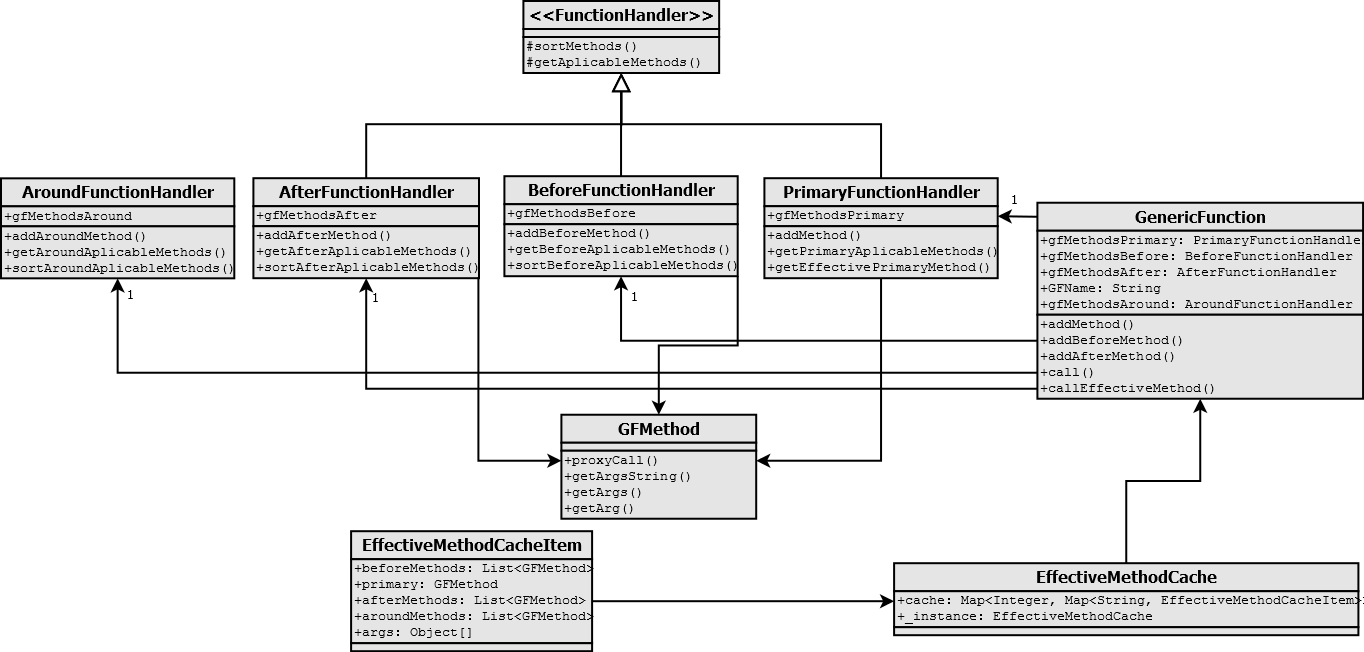 <<FunctionHandler>>
#sortMethods()
#getAplicableMethods()
AroundFunctionHandler
+gfMethodsAround
+addAroundMethod()
+getAroundAplicableMethods()
+sortAroundAplicableMethods()
AfterFunctionHandler
+gfMethodsAfter
+addAfterMethod()
+getAfterAplicableMethods()
+sortAfterAplicableMethods()
BeforeFunctionHandler
+gfMethodsBefore
+addBeforeMethod()
+getBeforeAplicableMethods()
+sortBeforeAplicableMethods()
PrimaryFunctionHandler
+gfMethodsPrimary
+addMethod()
+getPrimaryAplicableMethods()
+getEffectivePrimaryMethod()
1
GenericFunction
+gfMethodsPrimary: PrimaryFunctionHandle
+gfMethodsBefore: BeforeFunctionHandler
+gfMethodsAfter: AfterFunctionHandler
+GFName: String
+gfMethodsAround: AroundFunctionHandler
+addMethod()
+addBeforeMethod()
+addAfterMethod()
+call()
+callEffectiveMethod()
1
1
1
GFMethod
+proxyCall()
+getArgsString()
+getArgs()
+getArg()
EffectiveMethodCacheItem
+beforeMethods: List<GFMethod>
+primary: GFMethod
+afterMethods: List<GFMethod>
+aroundMethods: List<GFMethod>
+args: Object[]
EffectiveMethodCache
+cache: Map<Integer, Map<String, EffectiveMethodCacheItem>
+_instance: EffectiveMethodCache